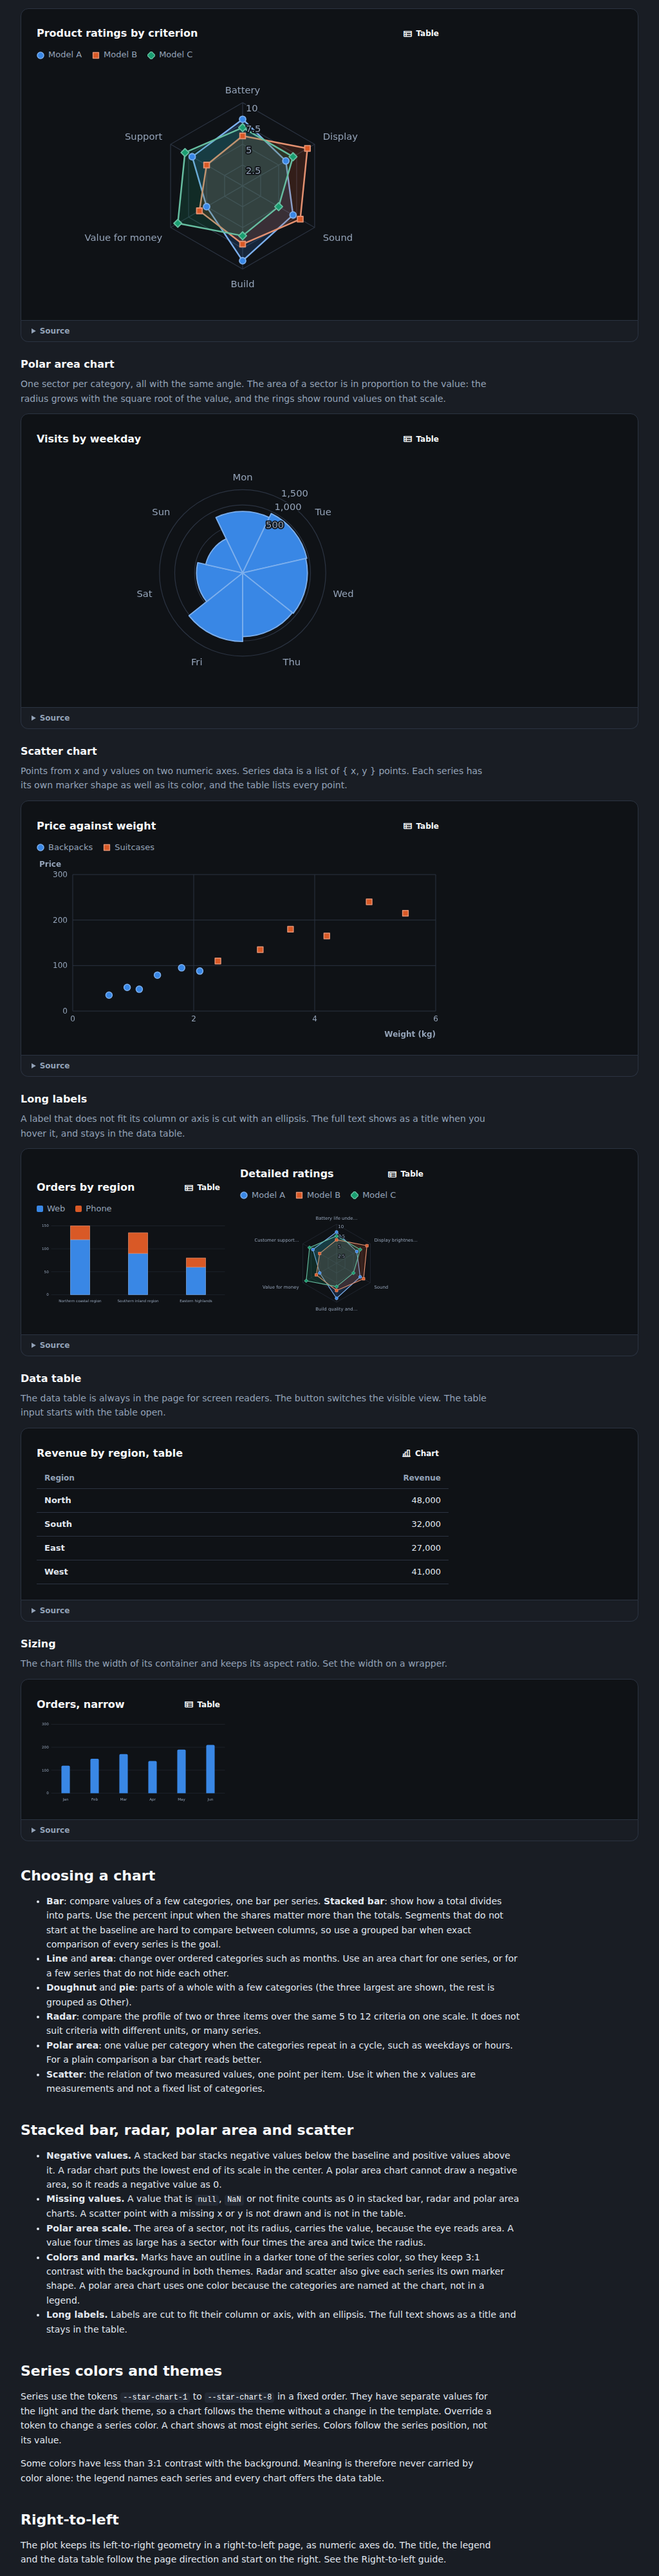 Product ratings by criterion
Table
Model A Model B Model C
Battery
10
7.5
5
2.5
Support
Display
Value for money
Sound
Build
Source
Polar area chart
One sector per category, all with the same angle. The area of a sector is in proportion to the value: the
radius grows with the square root of the value, and the rings show round values on that scale.
Visits by weekday
Table
Mon
1,500
1,000
500
Sun
Tue
Sat
Wed
Fri
Thu
Source
Scatter chart
Points from x and y values on two numeric axes. Series data is a list of { x, y } points. Each series has
its own marker shape as well as its color, and the table lists every point.
Price against weight
Table
Backpacks Suitcases
Price
300
200
100
0
0 2 4 6
Weight (kg)
Source
Long labels
A label that does not fit its column or axis is cut with an ellipsis. The full text shows as a title when you
hover it, and stays in the data table.
Orders by region
Table
Web Phone
150
100
50
0
Northern coastal region Southern inland region Eastern highlands
Detailed ratings
Table
Model A Model B Model C
Battery life unde...
10
Customer support...
Display brightnes...
Value for money
Sound
Build quality and...
Source
Data table
The data table is always in the page for screen readers. The button switches the visible view. The table
input starts with the table open.
Revenue by region, table
Chart
Region Revenue
North 48,000
South 32,000
East 27,000
West 41,000
Source
Sizing
The chart fills the width of its container and keeps its aspect ratio. Set the width on a wrapper.
Orders, narrow
Table
300
200
100
0
Jan Feb Mar Apr May Jun
Source
Choosing a chart
• Bar: compare values of a few categories, one bar per series. Stacked bar: show how a total divides
into parts. Use the percent input when the shares matter more than the totals. Segments that do not
start at the baseline are hard to compare between columns, so use a grouped bar when exact
comparison of every series is the goal.
• Line and area: change over ordered categories such as months. Use an area chart for one series, or for
a few series that do not hide each other.
• Doughnut and pie: parts of a whole with a few categories (the three largest are shown, the rest is
grouped as Other).
• Radar: compare the profile of two or three items over the same 5 to 12 criteria on one scale. It does not
suit criteria with different units, or many series.
• Polar area: one value per category when the categories repeat in a cycle, such as weekdays or hours.
For a plain comparison a bar chart reads better.
• Scatter: the relation of two measured values, one point per item. Use it when the x values are
measurements and not a fixed list of categories.
Stacked bar, radar, polar area and scatter
• Negative values. A stacked bar stacks negative values below the baseline and positive values above
it. A radar chart puts the lowest end of its scale in the center. A polar area chart cannot draw a negative
area, so it reads a negative value as 0.
• Missing values. A value that is null, NaN or not finite counts as 0 in stacked bar, radar and polar area
charts. A scatter point with a missing x or y is not drawn and is not in the table.
• Polar area scale. The area of a sector, not its radius, carries the value, because the eye reads area. A
value four times as large has a sector with four times the area and twice the radius.
• Colors and marks. Marks have an outline in a darker tone of the series color, so they keep 3:1
contrast with the background in both themes. Radar and scatter also give each series its own marker
shape. A polar area chart uses one color because the categories are named at the chart, not in a
legend.
• Long labels. Labels are cut to fit their column or axis, with an ellipsis. The full text shows as a title and
stays in the table.
Series colors and themes
Series use the tokens --star-chart-1 to --star-chart-8 in a fixed order. They have separate values for
the light and the dark theme, so a chart follows the theme without a change in the template. Override a
token to change a series color. A chart shows at most eight series. Colors follow the series position, not
its value.
Some colors have less than 3:1 contrast with the background. Meaning is therefore never carried by
color alone: the legend names each series and every chart offers the data table.
Right-to-left
The plot keeps its left-to-right geometry in a right-to-left page, as numeric axes do. The title, the legend
and the data table follow the page direction and start on the right. See the Right-to-left guide.